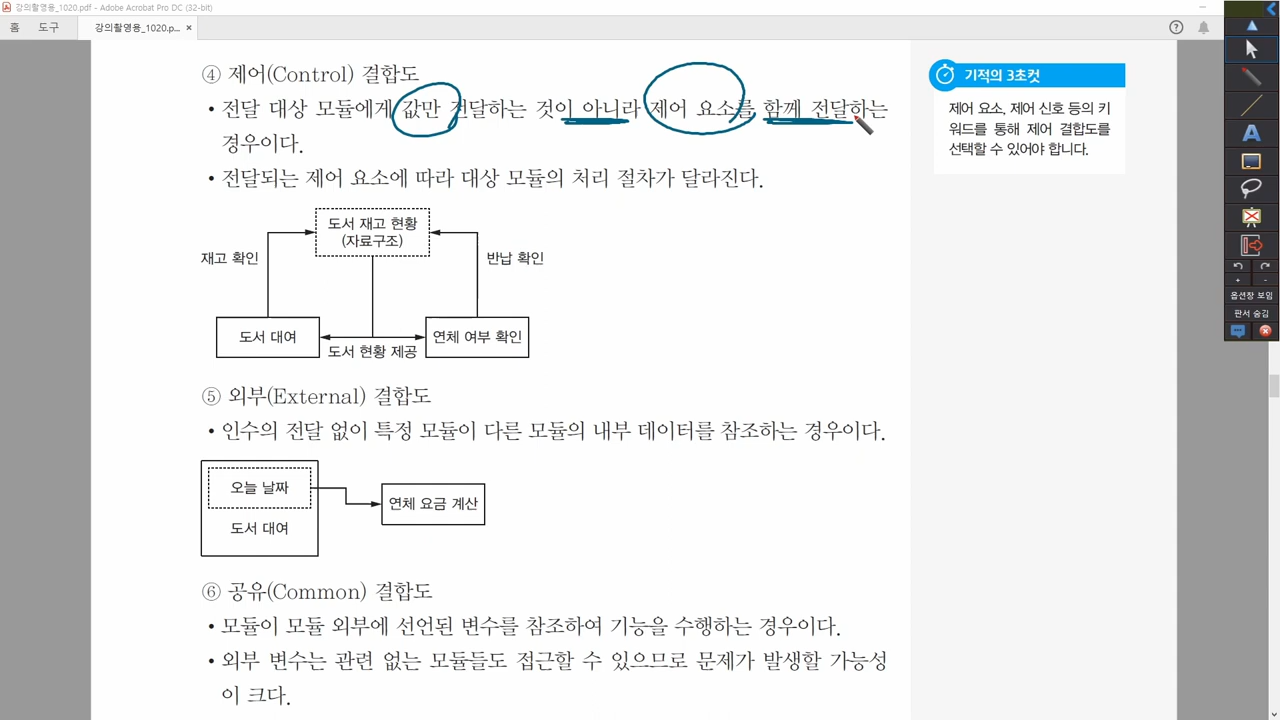 강의촬영용_1020.pdf - Adobe Acrobat Pro DC (32-bit)
홈 도구 강의촬영용_1020.p... ×
④ 제어(Control) 결합도
• 전달 대상 모듈에게 값만 전달하는 것이 아니라 제어 요소를 함께 전달하는
경우이다.
• 전달되는 제어 요소에 따라 대상 모듈의 처리 절차가 달라진다.
도서 재고 현황
(자료구조)
재고 확인
반납 확인
도서 대여
연체 여부 확인
도서 현황 제공
⑤ 외부(External) 결합도
• 인수의 전달 없이 특정 모듈이 다른 모듈의 내부 데이터를 참조하는 경우이다.
오늘 날짜
도서 대여
연체 요금 계산
⑥ 공유(Common) 결합도
• 모듈이 모듈 외부에 선언된 변수를 참조하여 기능을 수행하는 경우이다.
• 외부 변수는 관련 없는 모듈들도 접근할 수 있으므로 문제가 발생할 가능성
이 크다.
기적의 3초컷
제어 요소, 제어 신호 등의 키
워드를 통해 제어 결합도를
선택할 수 있어야 합니다.
A
옵션장 보임
판서 숨김